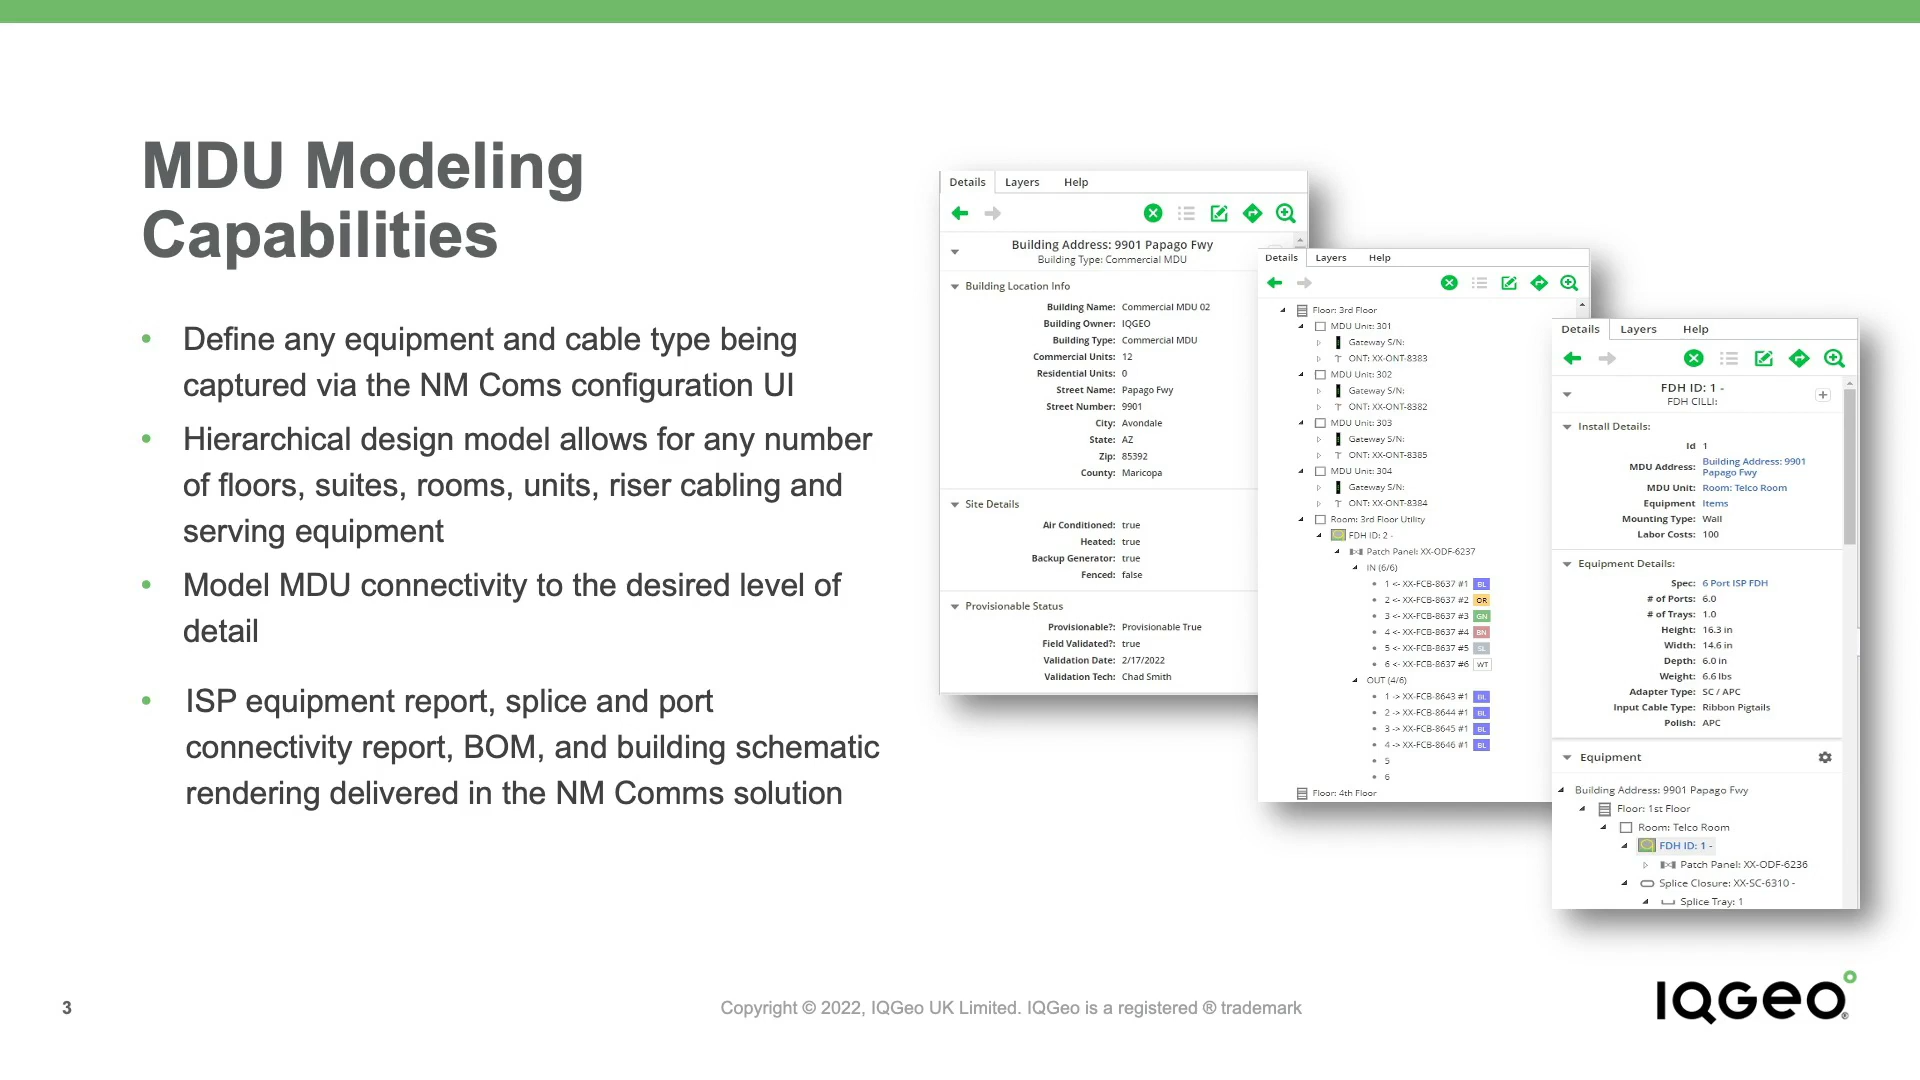 MDU Modeling
Capabilities
• Define any equipment and cable type being
captured via the NM Coms configuration UI
• Hierarchical design model allows for any number
of floors, suites, rooms, units, riser cabling and
serving equipment
• Model MDU connectivity to the desired level of
detail
• ISP equipment report, splice and port
connectivity report, BOM, and building schematic
rendering delivered in the NM Comms solution
Details Layers Help
Building Address: 9901 Papago Fwy
Building Type: Commercial MDU
Building Location Info
Building Name: Commercial MDU 02
Building Owner: IQGEO
Building Type: Commercial MDU
Commercial Units: 12
Residential Units: 0
Street Name: Papago Fwy
Street Number: 9901
City: Avondale
State: AZ
Zip: 85392
County: Maricopa
Site Details
Air Conditioned: true
Heated: true
Backup Generator: true
Fenced: false
Provisionable Status
Provisionable?: Provisionable True
Field Validated?: true
Validation Date: 2/17/2022
Validation Tech: Chad Smith
Details Layers Help
Floor: 3rd Floor
MDU Unit: 301
Gateway S/N:
ONT: XX-ONT-8383
MDU Unit: 302
Gateway S/N:
ONT: XX-ONT-8382
MDU Unit: 303
Gateway S/N:
ONT: XX-ONT-8385
MDU Unit: 304
Gateway S/N:
ONT: XX-ONT-8384
Room: 3rd Floor Utility
FDH ID: 2 -
Patch Panel: XX-ODF-6237
IN (6/6)
• 1 <- XX-FCB-8637 #1 BL
• 2 <- XX-FCB-8637 #2 OR
• 3 <- XX-FCB-8637 #3 GN
• 4 <- XX-FCB-8637 #4 BN
• 5 <- XX-FCB-8637 #5 SL
• 6 <- XX-FCB-8637 #6 WT
OUT (4/6)
• 1 -> XX-FCB-8643 #1 BL
• 2 -> XX-FCB-8644 #1 BL
• 3 -> XX-FCB-8645 #1 BL
• 4 -> XX-FCB-8646 #1 BL
• 5
• 6
Floor: 4th Floor
Details Layers Help
FDH ID: 1 -
FDH CILLI:
Install Details:
Id 1
MDU Address: Building Address: 9901
Papago Fwy
MDU Unit: Room: Telco Room
Equipment Items
Mounting Type: Wall
Labor Costs: 100
Equipment Details:
Spec: 6 Port ISP FDH
# of Ports: 6.0
# of Trays: 1.0
Height: 16.3 in
Width: 14.6 in
Depth: 6.0 in
Weight: 6.6 lbs
Adapter Type: SC / APC
Input Cable Type: Ribbon Pigtails
Polish: APC
Equipment
Building Address: 9901 Papago Fwy
Floor: 1st Floor
Room: Telco Room
FDH ID: 1 -
Patch Panel: XX-ODF-6236
Splice Closure: XX-SC-6310 -
Splice Tray: 1
3
Copyright © 2022, IQGeo UK Limited. IQGeo is a registered ® trademark
IQGeo®